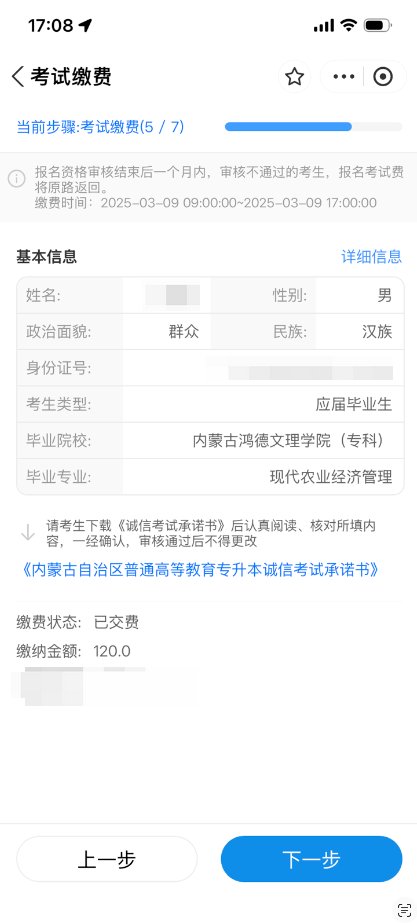 17:08
考试缴费
当前步骤:考试缴费(5 / 7)
报名资格审核结束后一个月内，审核不通过的考生，报名考试费
将原路返回。
缴费时间：2025-03-09 09:00:00~2025-03-09 17:00:00
基本信息 详细信息
姓名: 性别: 男
政治面貌: 群众 民族: 汉族
身份证号:
考生类型: 应届毕业生
毕业院校: 内蒙古鸿德文理学院（专科）
毕业专业: 现代农业经济管理
请考生下载《诚信考试承诺书》后认真阅读、核对所填内
容，一经确认，审核通过后不得更改
《内蒙古自治区普通高等教育专升本诚信考试承诺书》
缴费状态: 已交费
缴纳金额: 120.0
上一步 下一步